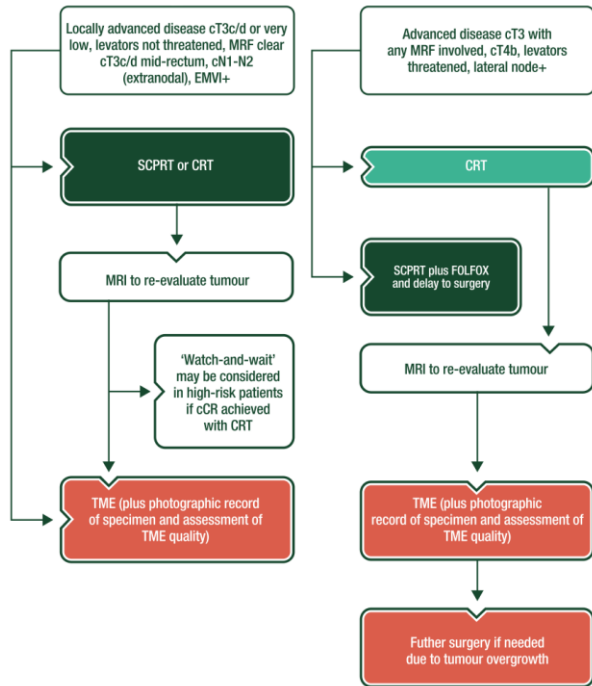 Locally advanced disease cT3c/d or very
low, levators not threatened, MRF clear
cT3c/d mid-rectum, cN1-N2
(extranodal), EMVI+
SCPRT or CRT
MRI to re-evaluate tumour
‘Watch-and-wait’
may be considered
in high-risk patients
if cCR achieved
with CRT
TME (plus photographic record
of specimen and assessment of
TME quality)
Advanced disease cT3 with
any MRF involved, cT4b, levators
threatened, lateral node+
CRT
SCPRT plus FOLFOX
and delay to surgery
MRI to re-evaluate tumour
TME (plus photographic
record of specimen and assessment of
TME quality)
Futher surgery if needed
due to tumour overgrowth